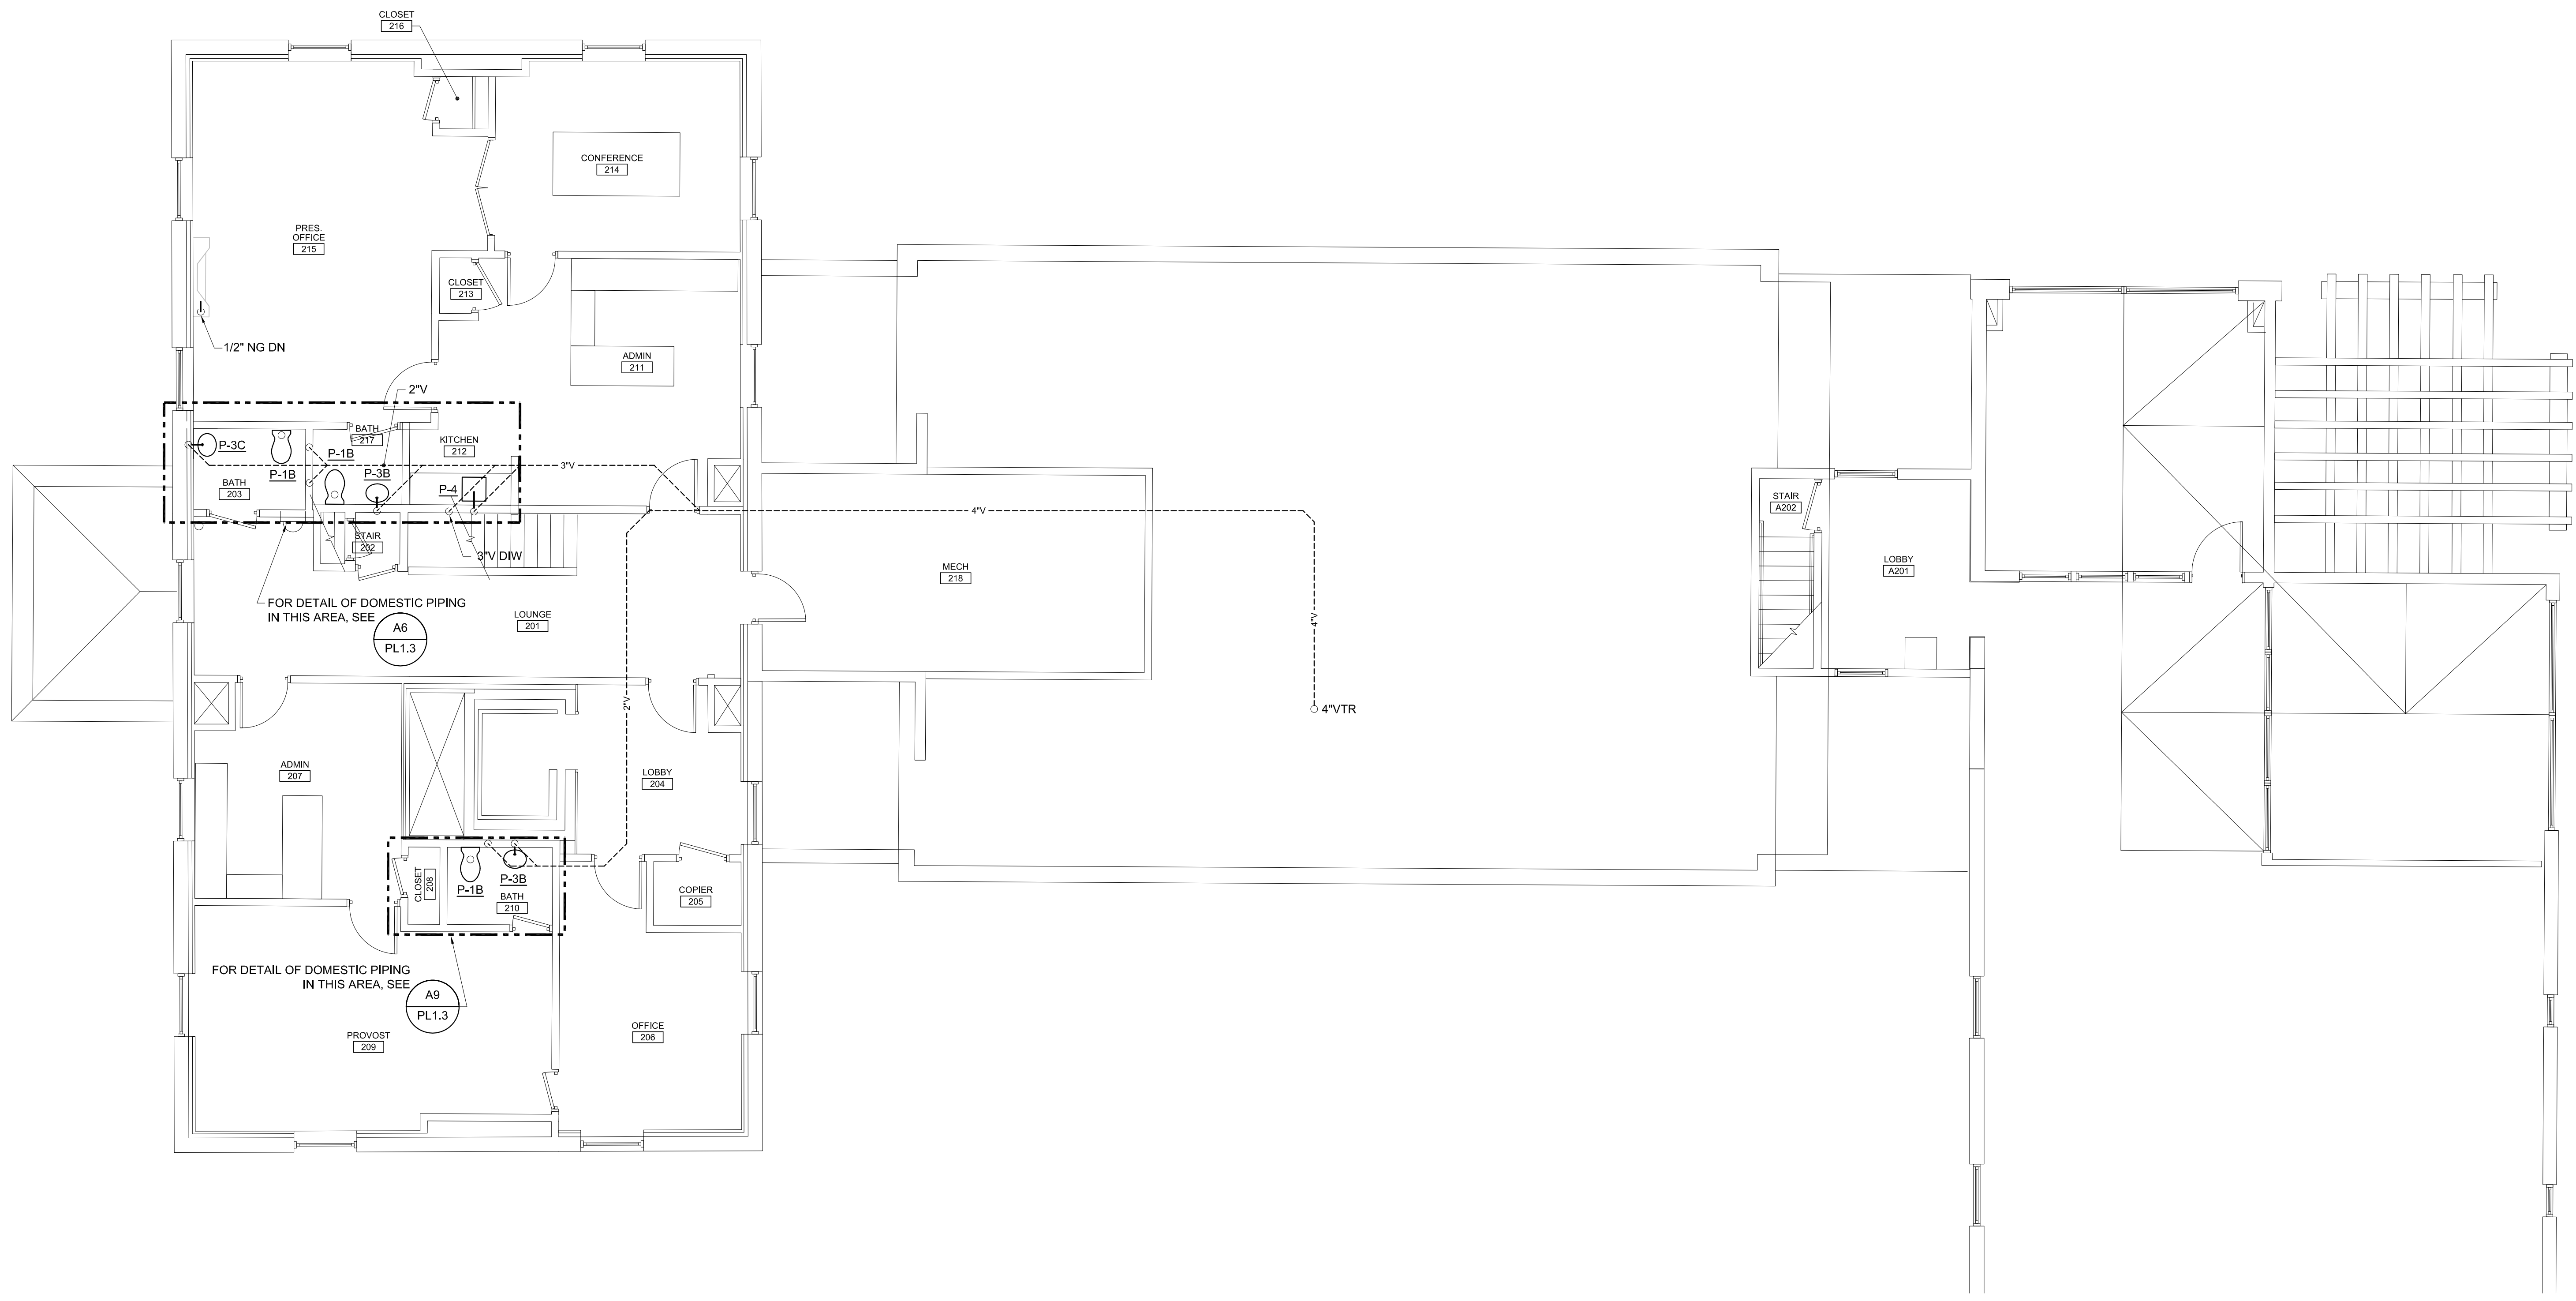 CLOSET
216
CONFERENCE
214
PRES.
OFFICE
215
CLOSET
213
1/2" NG DN
ADMIN
211
2"V
P-3C
BATH
217
P-1B
KITCHEN
212
3"V
P-1B
P-3B
BATH
203
P-4
4"V
STAIR
202
3"V DIW
STAIR
A202
LOBBY
A201
MECH
218
FOR DETAIL OF DOMESTIC PIPING
IN THIS AREA, SEE
A6
PL1.3
LOUNGE
201
4"V
2"V
4"VTR
ADMIN
207
LOBBY
204
CLOSET
208
P-1B
P-3B
BATH
210
COPIER
205
FOR DETAIL OF DOMESTIC PIPING
IN THIS AREA, SEE
A9
PL1.3
PROVOST
209
OFFICE
206